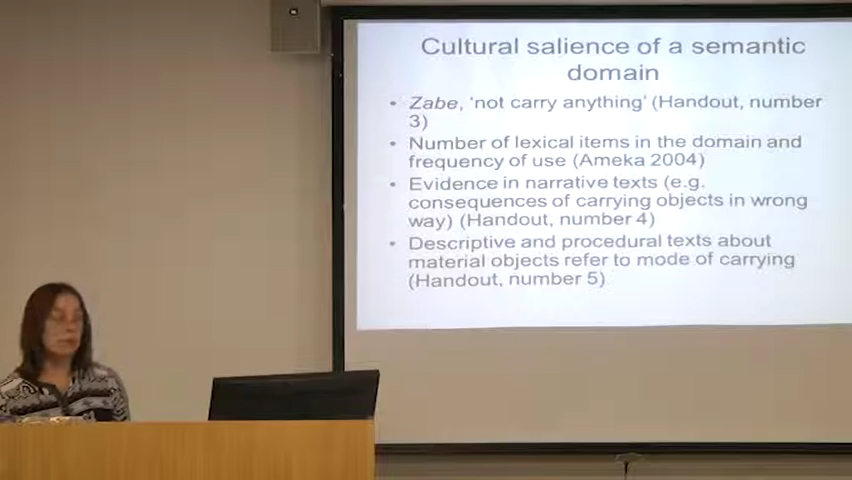 Cultural salience of a semantic
domain
• Zabe, ‘not carry anything’ (Handout, number
3)
• Number of lexical items in the domain and
frequency of use (Ameka 2004)
• Evidence in narrative texts (e.g.
consequences of carrying objects in wrong
way) (Handout, number 4)
• Descriptive and procedural texts about
material objects refer to mode of carrying
(Handout, number 5)